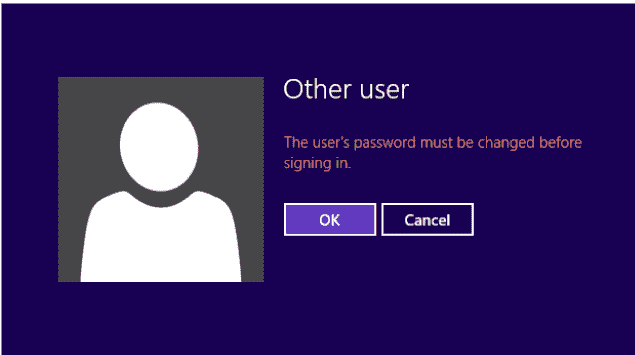 Other user
The user's password must be changed before
signing in.
OK
Cancel